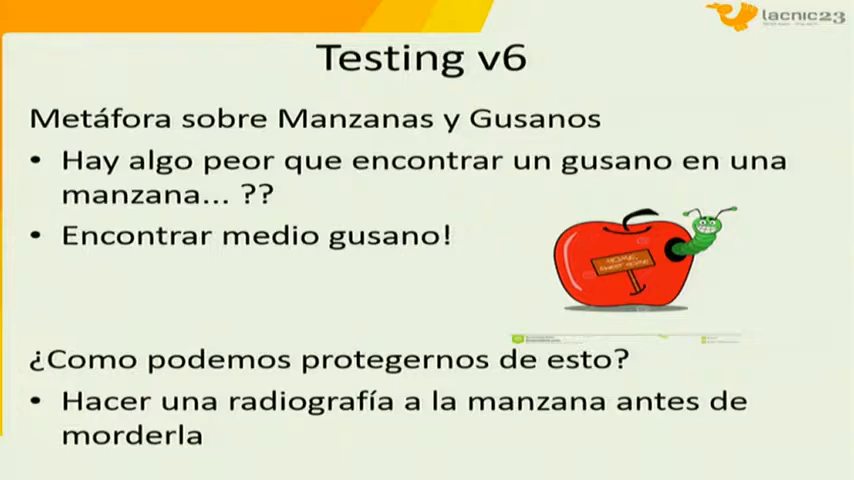 lacnic23
Testing v6
Metáfora sobre Manzanas y Gusanos
• Hay algo peor que encontrar un gusano en una
manzana... ??
• Encontrar medio gusano!
HOME
¿Como podemos protegernos de esto?
• Hacer una radiografía a la manzana antes de
morderla